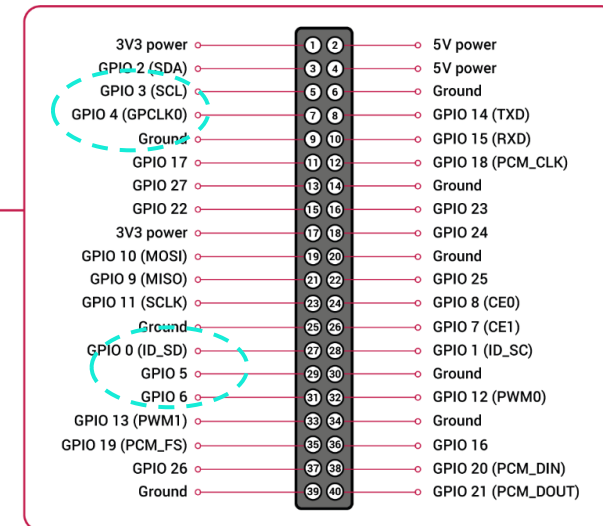 3V3 power 1 2 5V power
GPIO 2 (SDA) 3 4 5V power
GPIO 3 (SCL) 5 6 Ground
GPIO 4 (GPCLK0) 7 8 GPIO 14 (TXD)
Ground 9 10 GPIO 15 (RXD)
GPIO 17 11 12 GPIO 18 (PCM_CLK)
GPIO 27 13 14 Ground
GPIO 22 15 16 GPIO 23
3V3 power 17 18 GPIO 24
GPIO 10 (MOSI) 19 20 Ground
GPIO 9 (MISO) 21 22 GPIO 25
GPIO 11 (SCLK) 23 24 GPIO 8 (CE0)
Ground 25 26 GPIO 7 (CE1)
GPIO 0 (ID_SD) 27 28 GPIO 1 (ID_SC)
GPIO 5 29 30 Ground
GPIO 6 31 32 GPIO 12 (PWM0)
GPIO 13 (PWM1) 33 34 Ground
GPIO 19 (PCM_FS) 35 36 GPIO 16
GPIO 26 37 38 GPIO 20 (PCM_DIN)
Ground 39 40 GPIO 21 (PCM_DOUT)